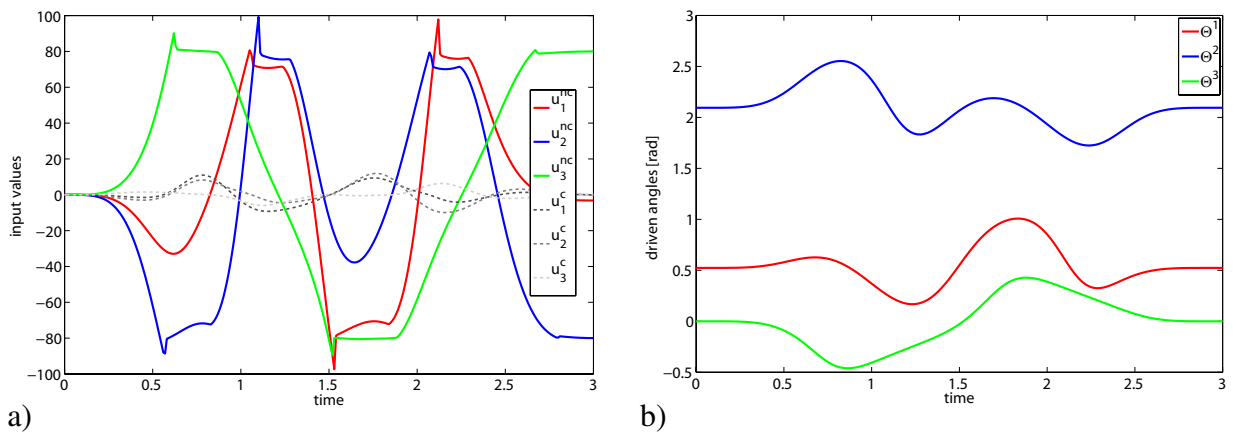 100
80
60
40
20
0
−20
−40
−60
−80
−100
input values
0 0.5 1 1.5 2 2.5 3
time
u₁ⁿᶜ
u₂ⁿᶜ
u₃ⁿᶜ
u₁ᶜ
u₂ᶜ
u₃ᶜ
a)
3
2.5
2
1.5
1
0.5
0
−0.5
driven angles [rad]
0 0.5 1 1.5 2 2.5 3
time
Θ¹
Θ²
Θ³
b)